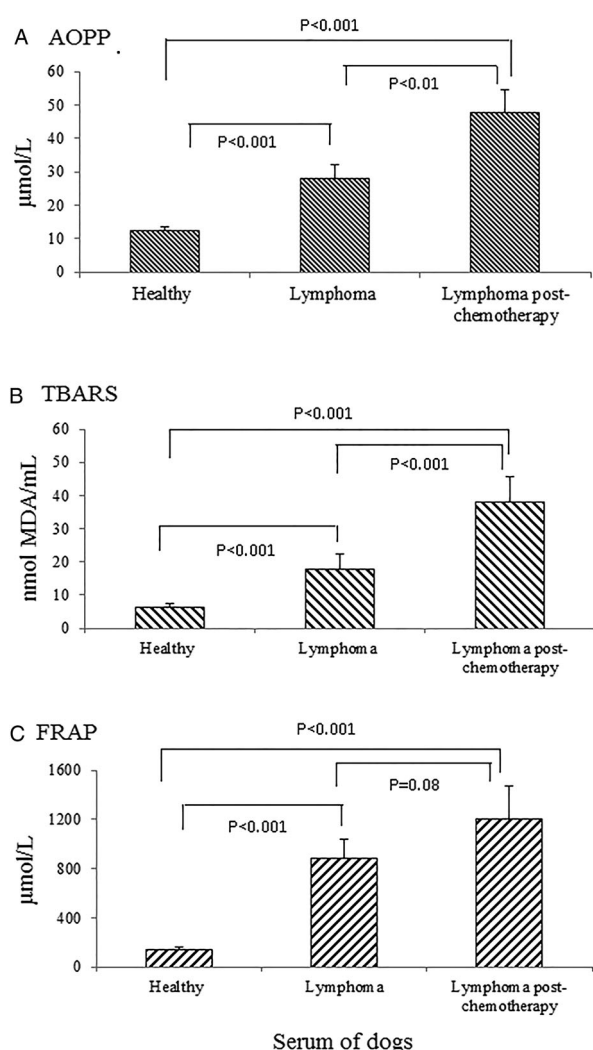 A AOPP
P<0.001
P<0.01
P<0.001
60
50
40
30
20
10
0
µmol/L
Healthy
Lymphoma
Lymphoma post-
chemotherapy
B TBARS
P<0.001
P<0.001
P<0.001
60
50
40
30
20
10
0
nmol MDA/mL
Healthy
Lymphoma
Lymphoma post-
chemotherapy
C FRAP
P<0.001
P=0.08
P<0.001
1600
1200
800
400
0
µmol/L
Healthy
Lymphoma
Lymphoma post-
chemotherapy
Serum of dogs